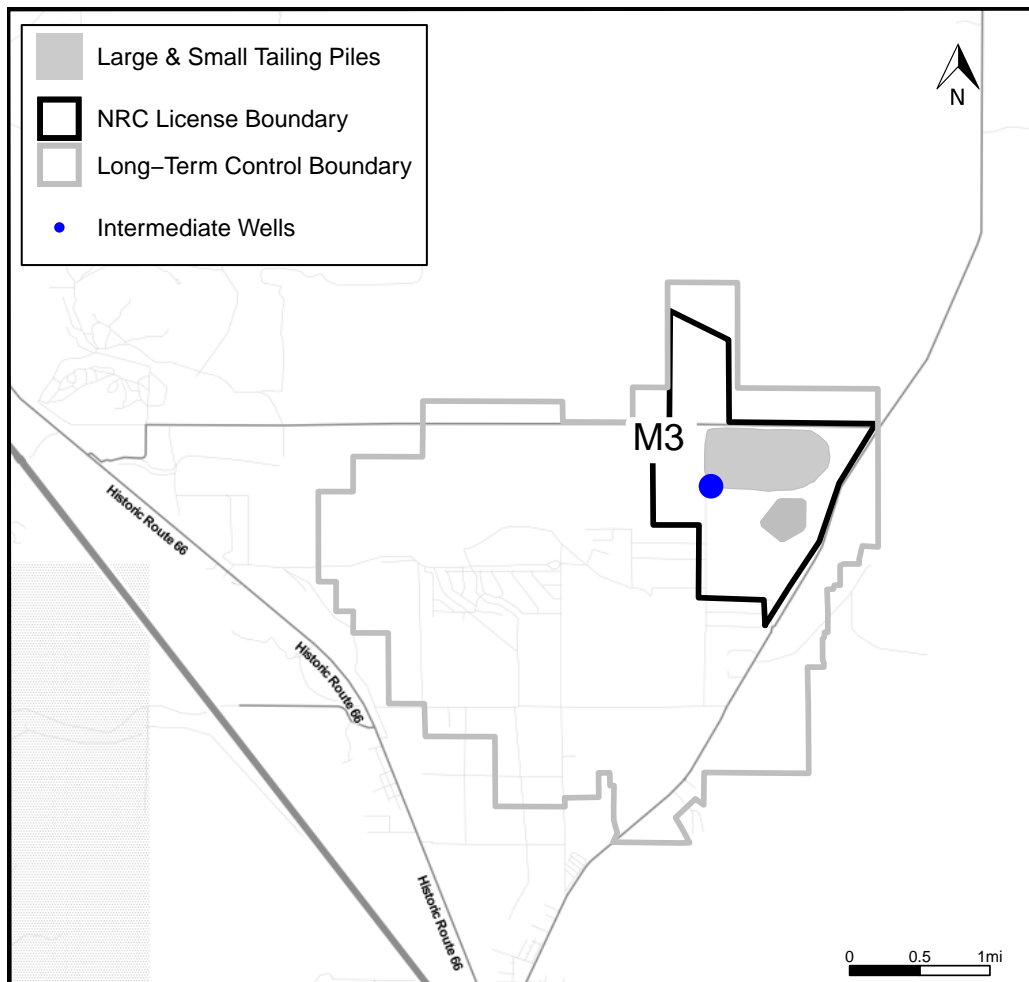 Large & Small Tailing Piles
NRC License Boundary
Long−Term Control Boundary
Intermediate Wells
N
M3
Historic Route 66
Historic Route 66
Historic Route 66
0 0.5 1mi